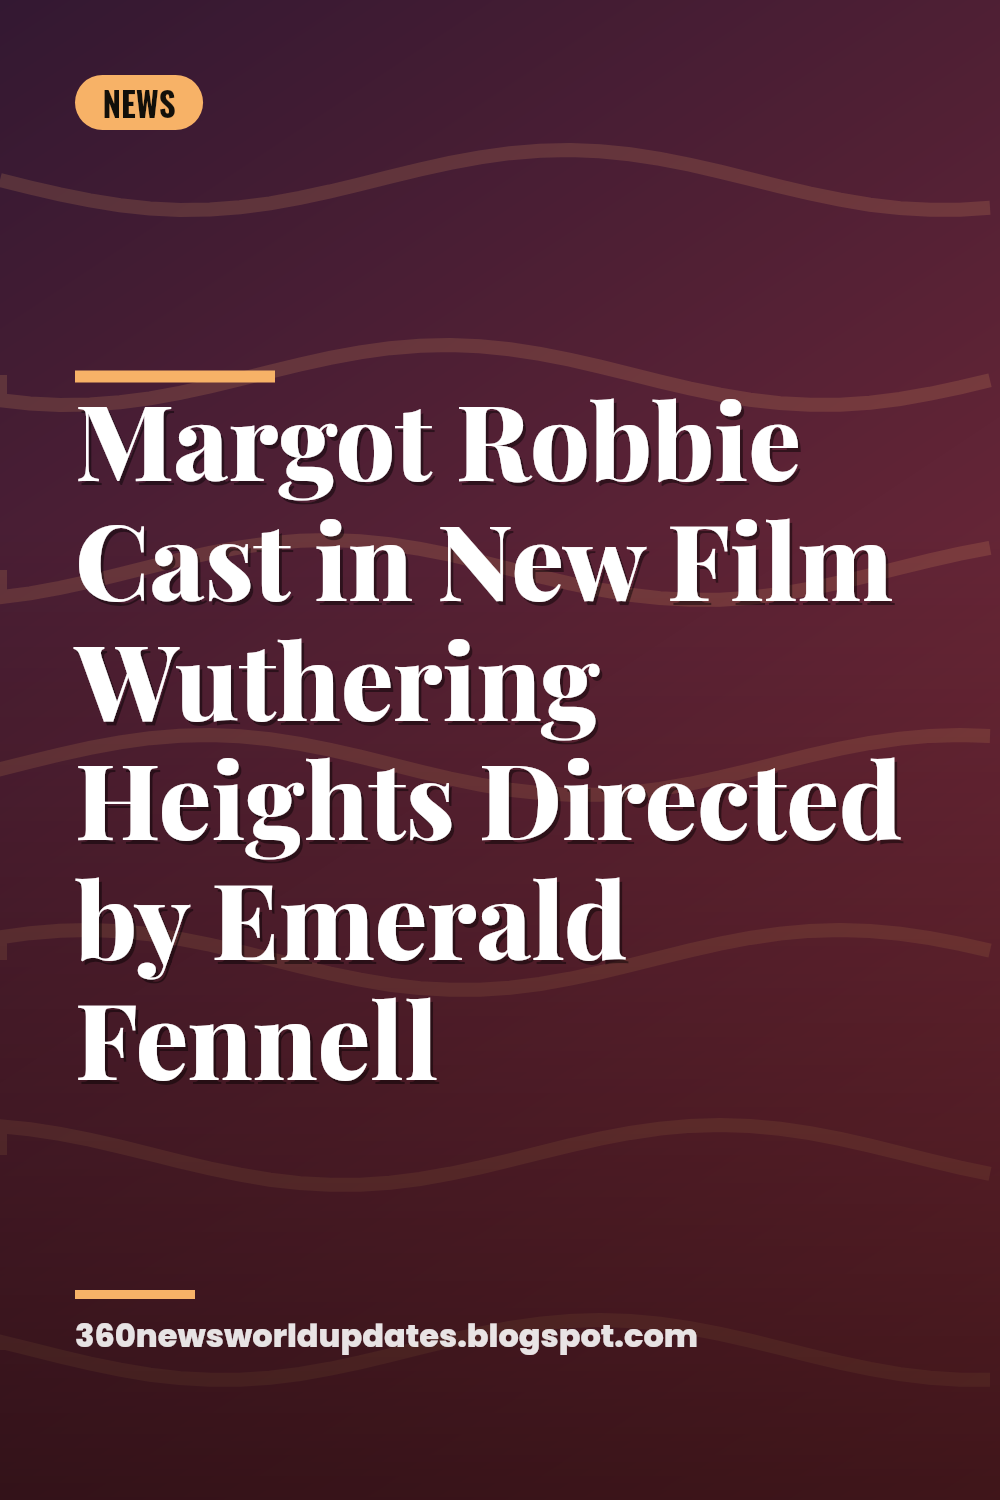 NEWS
Margot Robbie
Cast in New Film
Wuthering
Heights Directed
by Emerald
Fennell
360newsworldupdates.blogspot.com